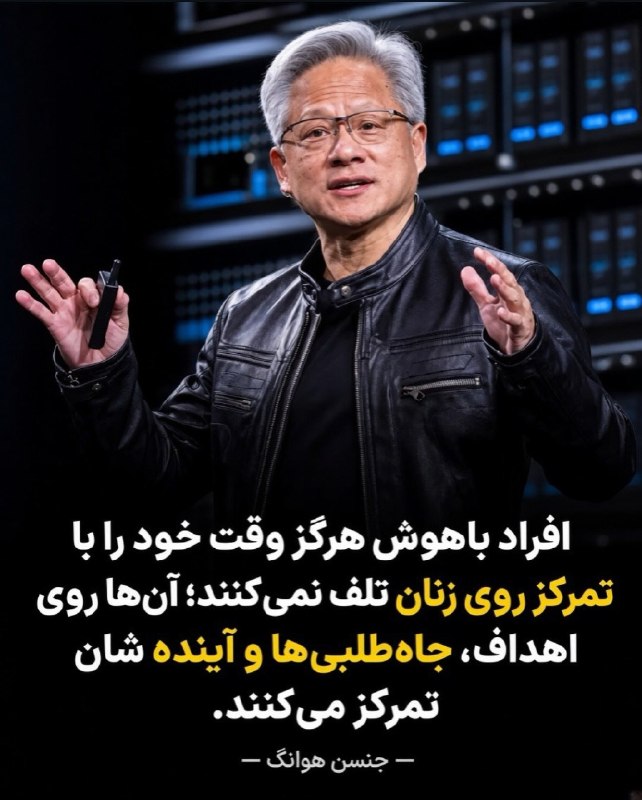 افراد باهوش هرگز وقت خود را با
تمرکز روی زنان تلف نمی‌کنند؛ آن‌ها روی
اهداف، جاه‌طلبی‌ها و آینده شان
تمرکز می‌کنند.
— جنسن هوانگ —